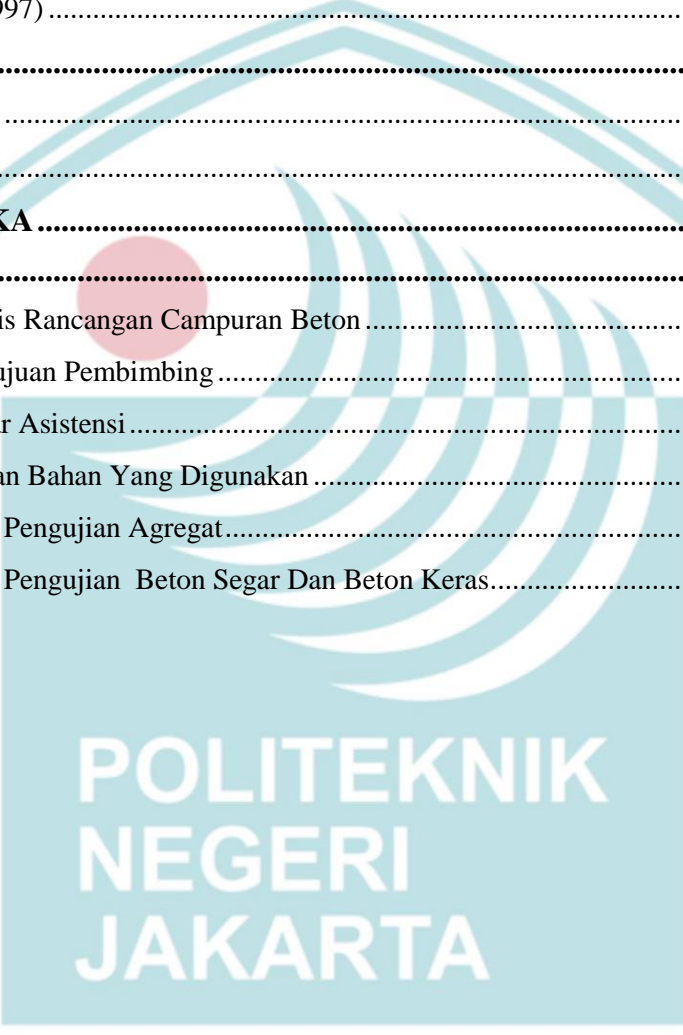 997) ..........................................................................................
..........................................................................................
..........................................................................................
..........................................................................................
KA ..........................................................................................
..........................................................................................
is Rancangan Campuran Beton ..............................................
ujuan Pembimbing ....................................................................
r Asistensi .................................................................................
an Bahan Yang Digunakan ......................................................
Pengujian Agregat....................................................................
Pengujian Beton Segar Dan Beton Keras................................
POLITEKNIK
NEGERI
JAKARTA